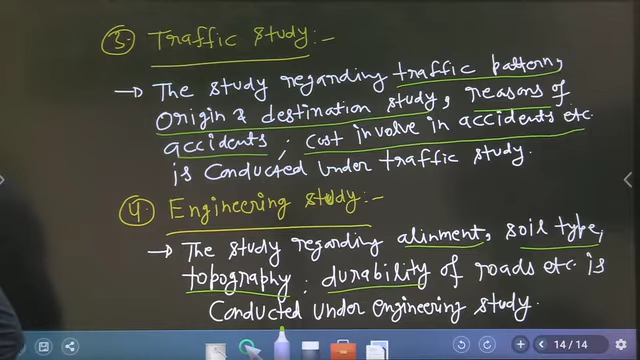 ③ Traffic study:-
→ The study regarding traffic pattern,
Origin & destination study, reasons of
accidents, cost involve in accidents etc.
is conducted under traffic study.
④ Engineering study:-
→ The study regarding alinment, soil type,
topography, durability of roads etc. is
Conducted under engineering study.
14 / 14